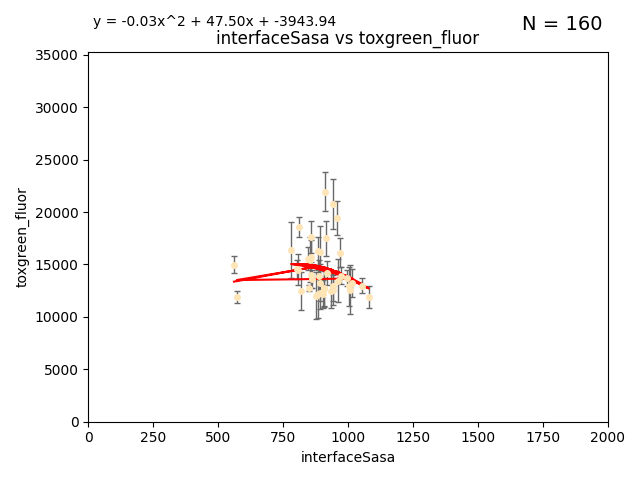 y = -0.03x^2 + 47.50x + -3943.94
N = 160
interfaceSasa vs toxgreen_fluor
35000
30000
25000
20000
15000
10000
5000
0
toxgreen_fluor
0 250 500 750 1000 1250 1500 1750 2000
interfaceSasa